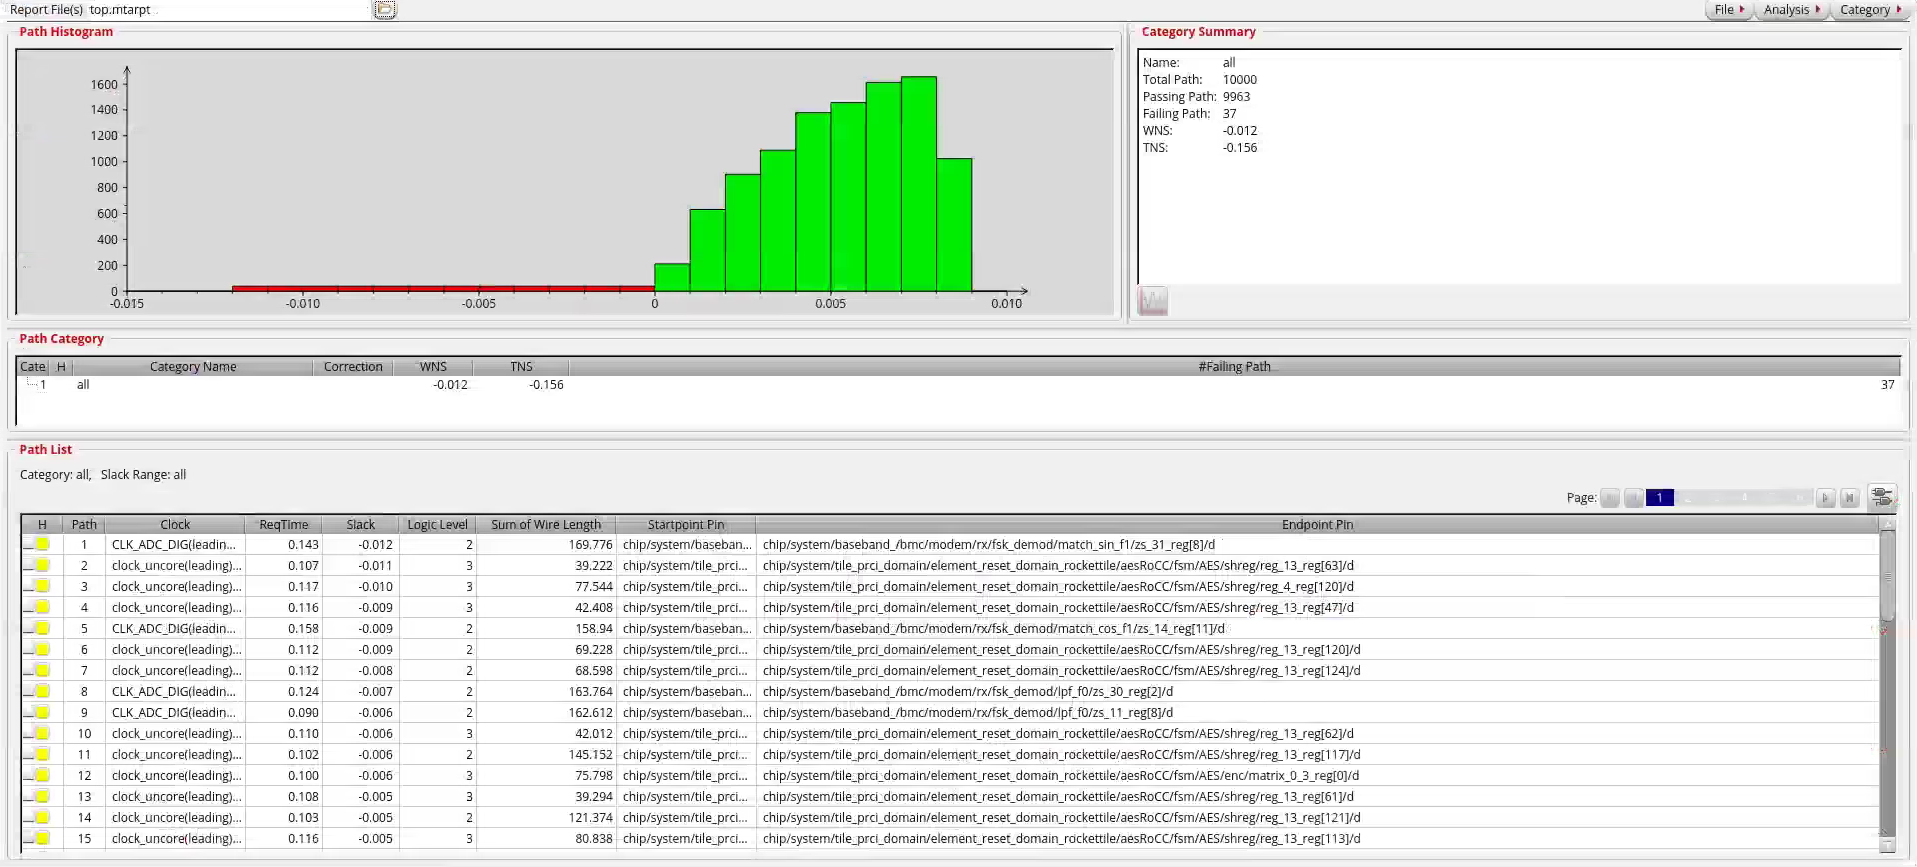 Report File(s) top.mtarpt File Analysis Category
Path Histogram
1600
1400
1200
1000
800
600
400
200
0
-0.015 -0.010 -0.005 0 0.005 0.010
Category Summary
Name: all
Total Path: 10000
Passing Path: 9963
Failing Path: 37
WNS: -0.012
TNS: -0.156
Path Category
Cate H Category Name Correction WNS TNS #Failing Path
1 all -0.012 -0.156 37
Path List
Category: all, Slack Range: all
Page: 1
H Path Clock ReqTime Slack Logic Level Sum of Wire Length Startpoint Pin Endpoint Pin
1 CLK_ADC_DIG(leadin... 0.143 -0.012 2 169.776 chip/system/baseban... chip/system/baseband_/bmc/modem/rx/fsk_demod/match_sin_f1/zs_31_reg[8]/d
2 clock_uncore(leading)... 0.107 -0.011 3 39.222 chip/system/tile_prci... chip/system/tile_prci_domain/element_reset_domain_rockettile/aesRoCC/fsm/AES/shreg/reg_13_reg[63]/d
3 clock_uncore(leading)... 0.117 -0.010 3 77.544 chip/system/tile_prci... chip/system/tile_prci_domain/element_reset_domain_rockettile/aesRoCC/fsm/AES/shreg/reg_4_reg[120]/d
4 clock_uncore(leading)... 0.116 -0.009 3 42.408 chip/system/tile_prci... chip/system/tile_prci_domain/element_reset_domain_rockettile/aesRoCC/fsm/AES/shreg/reg_13_reg[47]/d
5 CLK_ADC_DIG(leadin... 0.158 -0.009 2 158.94 chip/system/baseban... chip/system/baseband_/bmc/modem/rx/fsk_demod/match_cos_f1/zs_14_reg[11]/d
6 clock_uncore(leading)... 0.112 -0.009 2 69.228 chip/system/tile_prci... chip/system/tile_prci_domain/element_reset_domain_rockettile/aesRoCC/fsm/AES/shreg/reg_13_reg[120]/d
7 clock_uncore(leading)... 0.112 -0.008 2 68.598 chip/system/tile_prci... chip/system/tile_prci_domain/element_reset_domain_rockettile/aesRoCC/fsm/AES/shreg/reg_13_reg[124]/d
8 CLK_ADC_DIG(leadin... 0.124 -0.007 2 163.764 chip/system/baseban... chip/system/baseband_/bmc/modem/rx/fsk_demod/lpf_f0/zs_30_reg[2]/d
9 CLK_ADC_DIG(leadin... 0.090 -0.006 2 162.612 chip/system/baseban... chip/system/baseband_/bmc/modem/rx/fsk_demod/lpf_f0/zs_11_reg[8]/d
10 clock_uncore(leading)... 0.110 -0.006 3 42.012 chip/system/tile_prci... chip/system/tile_prci_domain/element_reset_domain_rockettile/aesRoCC/fsm/AES/shreg/reg_13_reg[62]/d
11 clock_uncore(leading)... 0.102 -0.006 2 145.152 chip/system/tile_prci... chip/system/tile_prci_domain/element_reset_domain_rockettile/aesRoCC/fsm/AES/shreg/reg_13_reg[117]/d
12 clock_uncore(leading)... 0.100 -0.006 3 75.798 chip/system/tile_prci... chip/system/tile_prci_domain/element_reset_domain_rockettile/aesRoCC/fsm/AES/enc/matrix_0_3_reg[0]/d
13 clock_uncore(leading)... 0.108 -0.005 3 39.294 chip/system/tile_prci... chip/system/tile_prci_domain/element_reset_domain_rockettile/aesRoCC/fsm/AES/shreg/reg_13_reg[61]/d
14 clock_uncore(leading)... 0.103 -0.005 2 121.374 chip/system/tile_prci... chip/system/tile_prci_domain/element_reset_domain_rockettile/aesRoCC/fsm/AES/shreg/reg_13_reg[121]/d
15 clock_uncore(leading)... 0.116 -0.005 3 80.838 chip/system/tile_prci... chip/system/tile_prci_domain/element_reset_domain_rockettile/aesRoCC/fsm/AES/shreg/reg_13_reg[113]/d